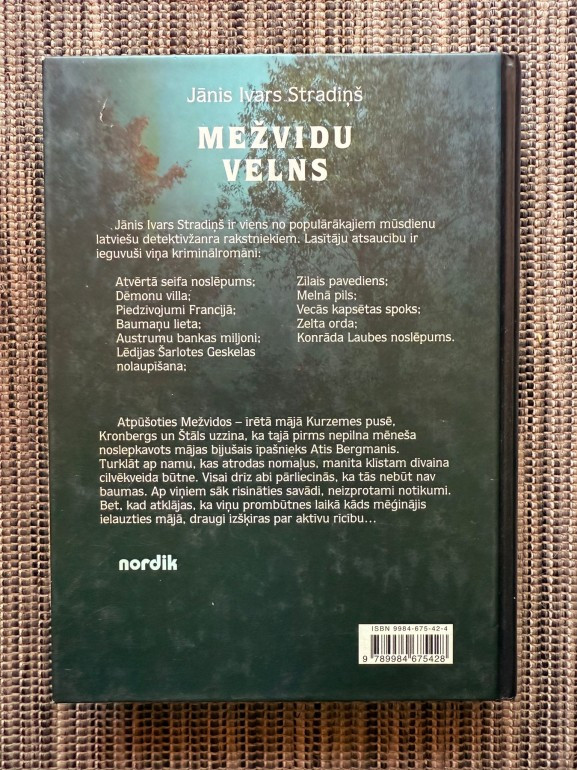 Jānis Ivars Stradiņš
MEŽVIDU
VELNS
Jānis Ivars Stradiņš ir viens no populārākajiem mūsdienu
latviešu detektīvžanra rakstniekiem. Lasītāju atsaucību ir
ieguvuši viņa kriminālromāni:
Atvērtā seifa noslēpums;
Dēmonu villa;
Piedzīvojumi Francijā;
Baumaņu lieta;
Austrumu bankas miljoni;
Lēdijas Šarlotes Geskelas
nolaupīšana;
Zilais pavediens;
Melnā pils;
Vecās kapsētas spoks;
Zelta orda;
Konrāda Laubes noslēpums.
Atpūšoties Mežvidos – īrētā mājā Kurzemes pusē,
Kronbergs un Štāls uzzina, ka tajā pirms nepilna mēneša
noslepkavots mājas bijušais īpašnieks Atis Bergmanis.
Turklāt ap namu, kas atrodas nomaļus, manīta klīstam dīvaina
cilvēkveida būtne. Visai drīz abi pārliecinās, ka tās nebūt nav
baumas. Ap viņiem sāk risināties savādi, neizprotami notikumi.
Bet, kad atklājas, ka viņu prombūtnes laikā kāds mēģinājis
ielauzties mājā, draugi izšķiras par aktīvu rīcību...
nordik
ISBN 9984-675-42-4
9 789984 675428